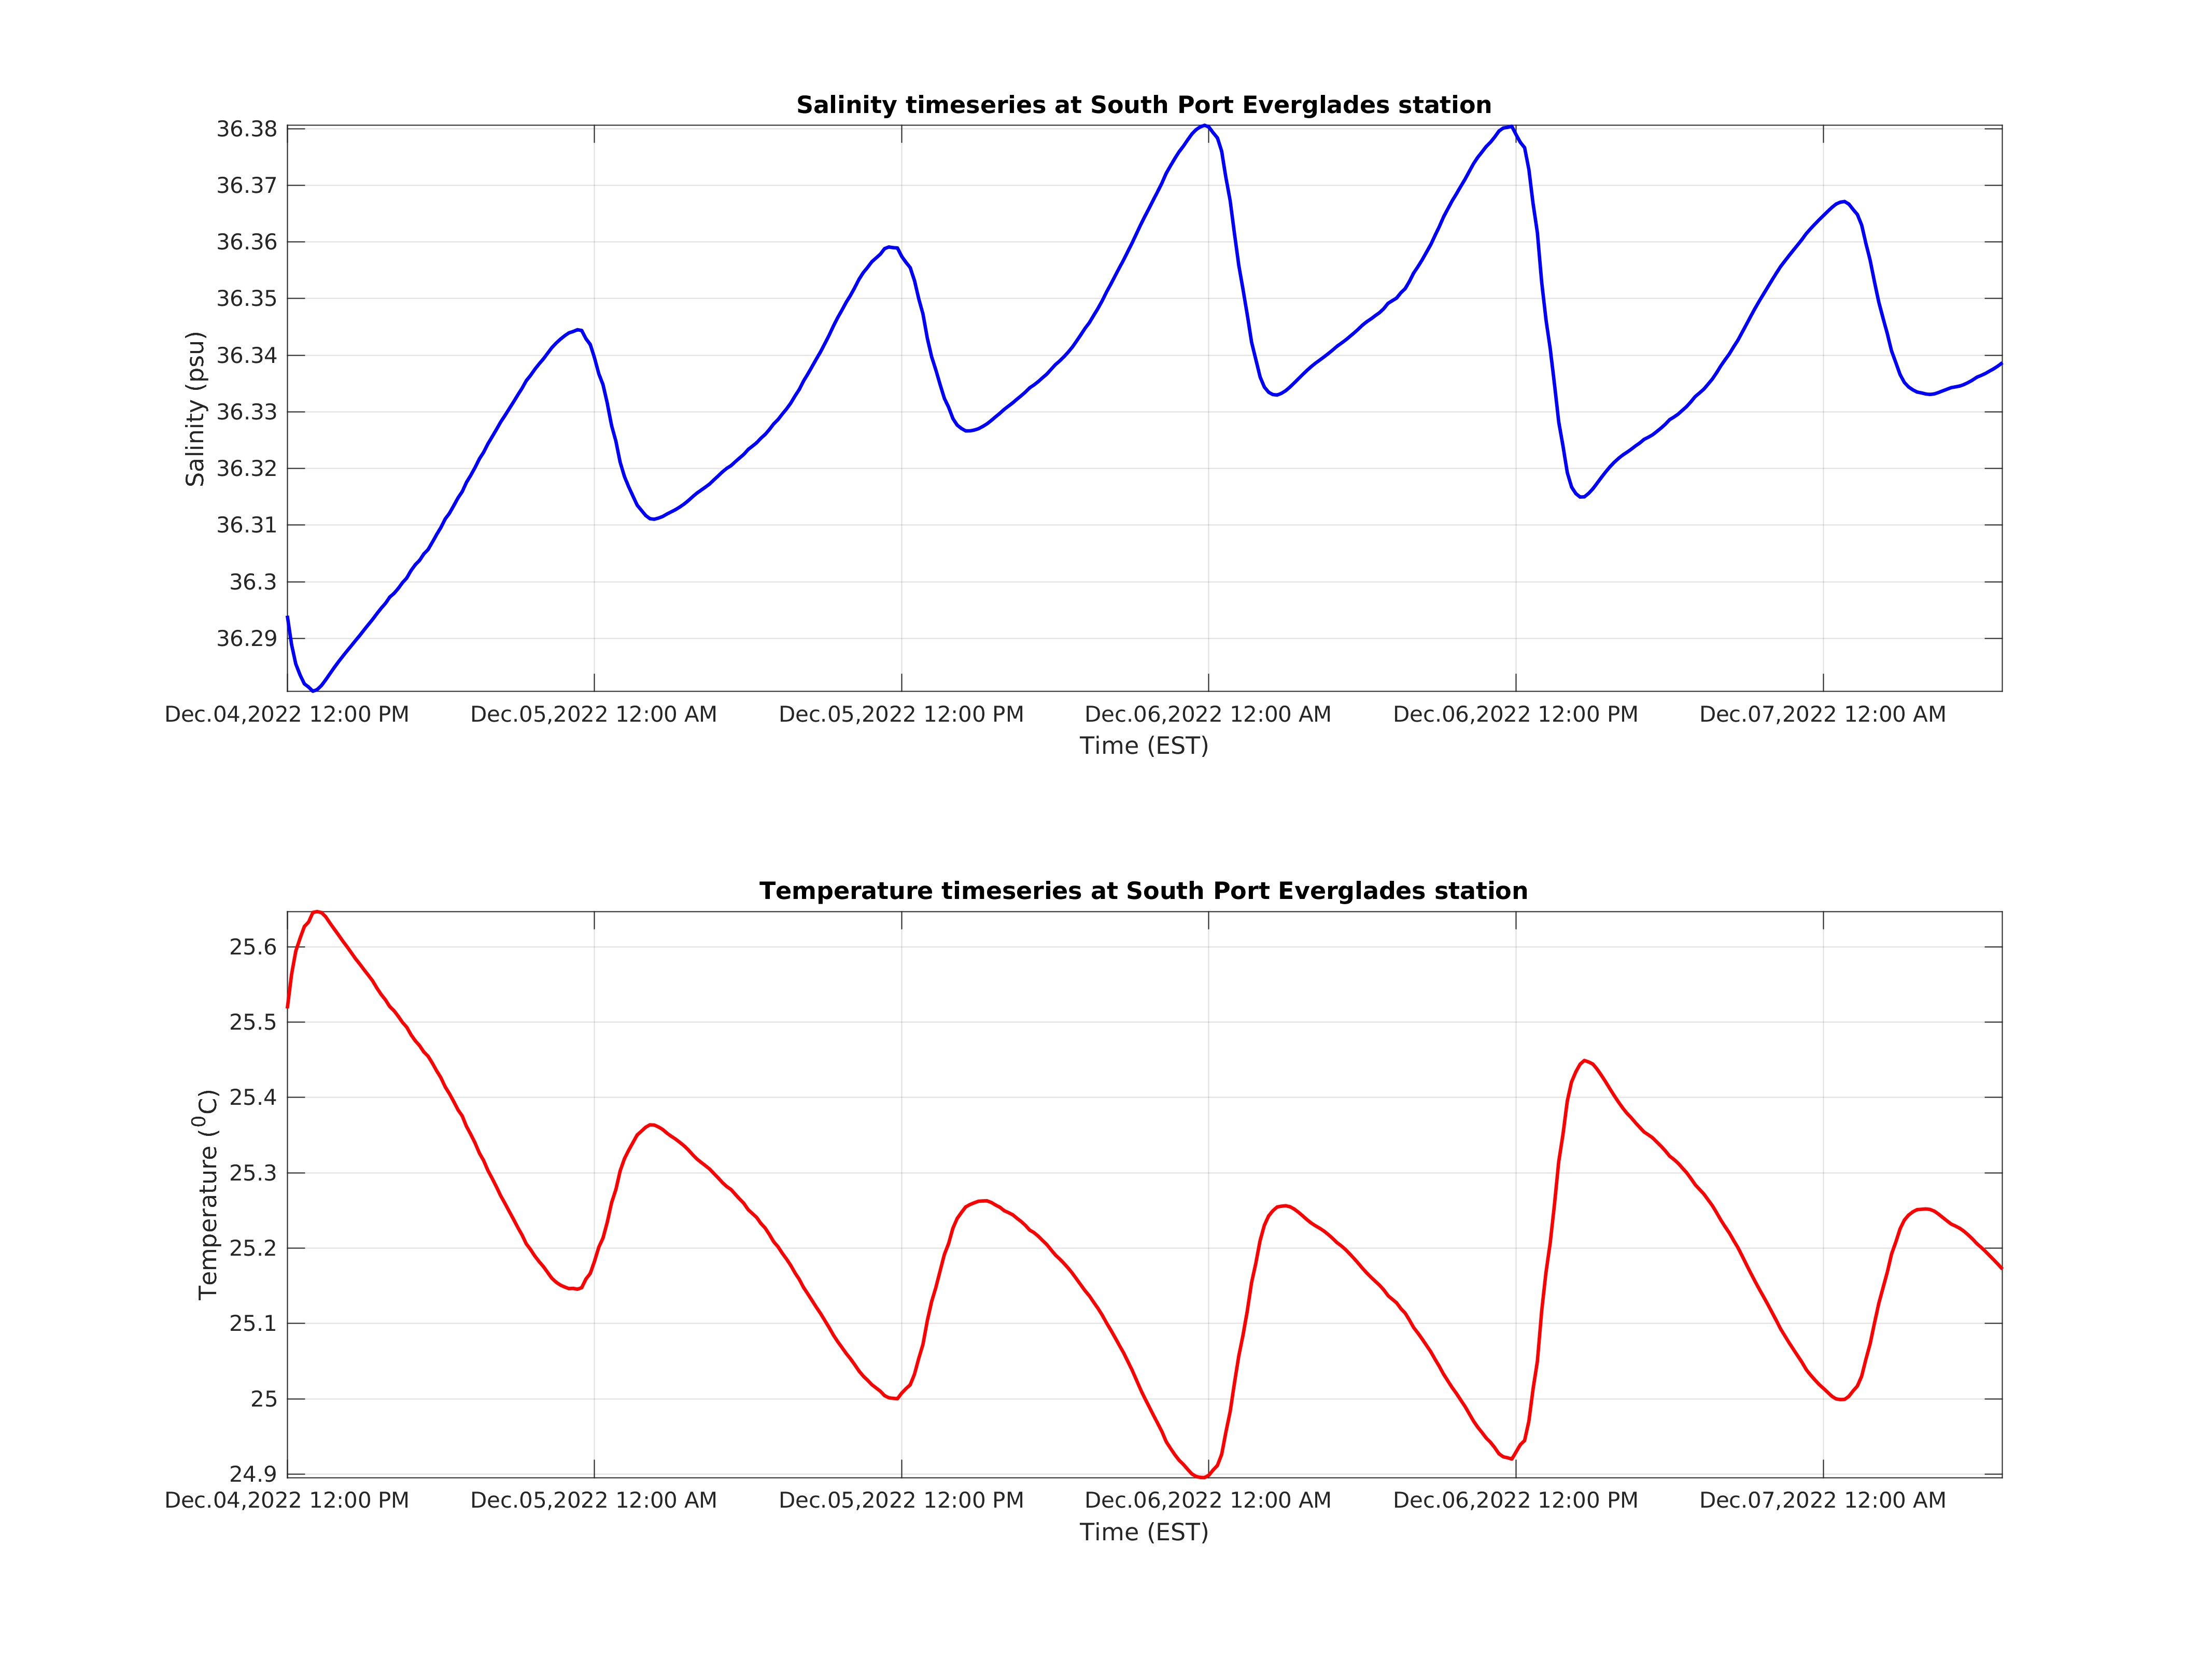 Salinity timeseries at South Port Everglades station
36.38
36.37
36.36
36.35
36.34
36.33
36.32
36.31
36.3
36.29
Salinity (psu)
Dec.04,2022 12:00 PM Dec.05,2022 12:00 AM Dec.05,2022 12:00 PM Dec.06,2022 12:00 AM Dec.06,2022 12:00 PM Dec.07,2022 12:00 AM
Time (EST)
Temperature timeseries at South Port Everglades station
25.6
25.5
25.4
25.3
25.2
25.1
25
24.9
Temperature (⁰C)
Dec.04,2022 12:00 PM Dec.05,2022 12:00 AM Dec.05,2022 12:00 PM Dec.06,2022 12:00 AM Dec.06,2022 12:00 PM Dec.07,2022 12:00 AM
Time (EST)